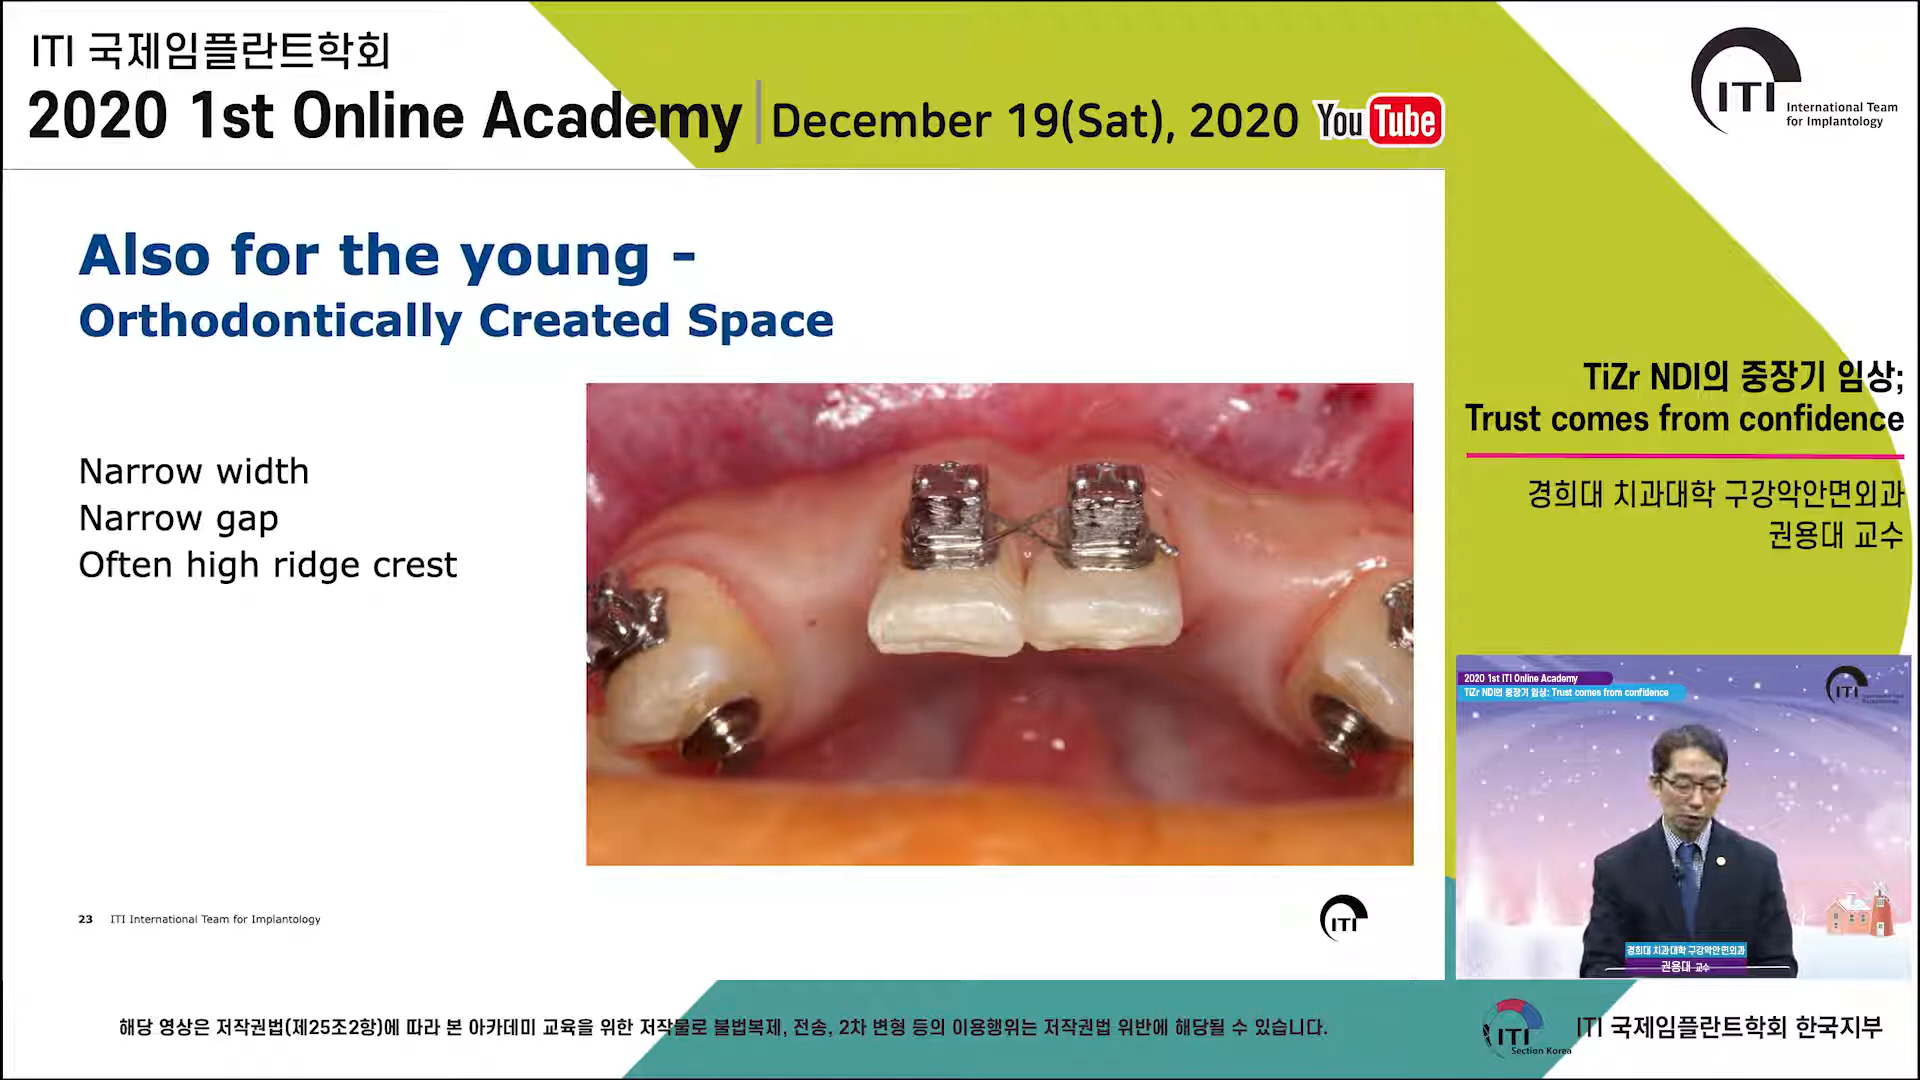 ITI 국제임플란트학회
2020 1st Online Academy
December 19(Sat), 2020 YouTube
ITI
International Team
for Implantology
Also for the young -
Orthodontically Created Space
Narrow width
Narrow gap
Often high ridge crest
23 ITI International Team for Implantology
ITI
TiZr NDI의 중장기 임상;
Trust comes from confidence
경희대 치과대학 구강악안면외과
권용대 교수
2020 1st ITI Online Academy
TiZr NDI의 중장기 임상: Trust comes from confidence
ITI
경희대 치과대학 구강악안면외과
권용대 교수
해당 영상은 저작권법(제25조2항)에 따라 본 아카데미 교육을 위한 저작물로 불법복제, 전송, 2차 변형 등의 이용행위는 저작권법 위반에 해당될 수 있습니다.
ITI
Section Korea
ITI 국제임플란트학회 한국지부